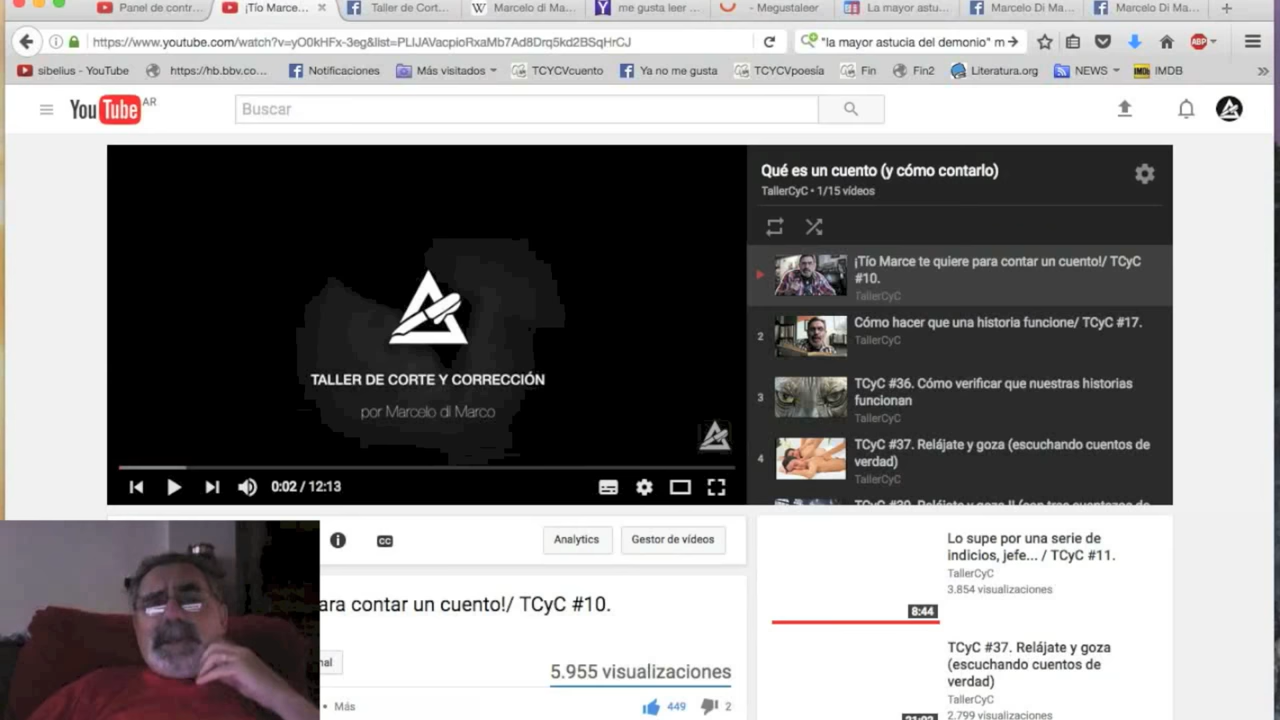 Panel de contr...
¡Tío Marce...
Taller de Cort...
Marcelo di Ma...
me gusta leer ...
- Megustaleer
La mayor astu...
Marcelo Di Ma...
Marcelo Di Ma...
https://www.youtube.com/watch?v=yO0kHFx-3eg&list=PLIJAVacpioRxaMb7Ad8Drq5kd2BSqHrCJ
"la mayor astucia del demonio" m
ABP
sibelius - YouTube
https://hb.bbv.co...
Notificaciones
Más visitados
TCYCVcuento
Ya no me gusta
TCYCVpoesía
Fin
Fin2
Literatura.org
NEWS
IMDb
IMDB
YouTube
AR
Buscar
Qué es un cuento (y cómo contarlo)
TallerCyC • 1/15 vídeos
¡Tío Marce te quiere para contar un cuento!/ TCyC
#10.
TallerCyC
2
Cómo hacer que una historia funcione/ TCyC #17.
TallerCyC
3
TCyC #36. Cómo verificar que nuestras historias
funcionan
TallerCyC
4
TCyC #37. Relájate y goza (escuchando cuentos de
verdad)
TallerCyC
TALLER DE CORTE Y CORRECCIÓN
por Marcelo di Marco
0:02 / 12:13
CC
Analytics
Gestor de vídeos
ara contar un cuento!/ TCyC #10.
nal
5.955 visualizaciones
• Más
449
2
Lo supe por una serie de
indicios, jefe... / TCyC #11.
TallerCyC
3.854 visualizaciones
8:44
TCyC #37. Relájate y goza
(escuchando cuentos de
verdad)
TallerCyC
2.799 visualizaciones